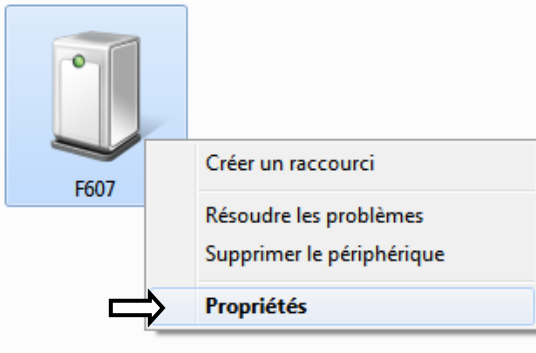 F607
Créer un raccourci
Résoudre les problèmes
Supprimer le périphérique
Propriétés